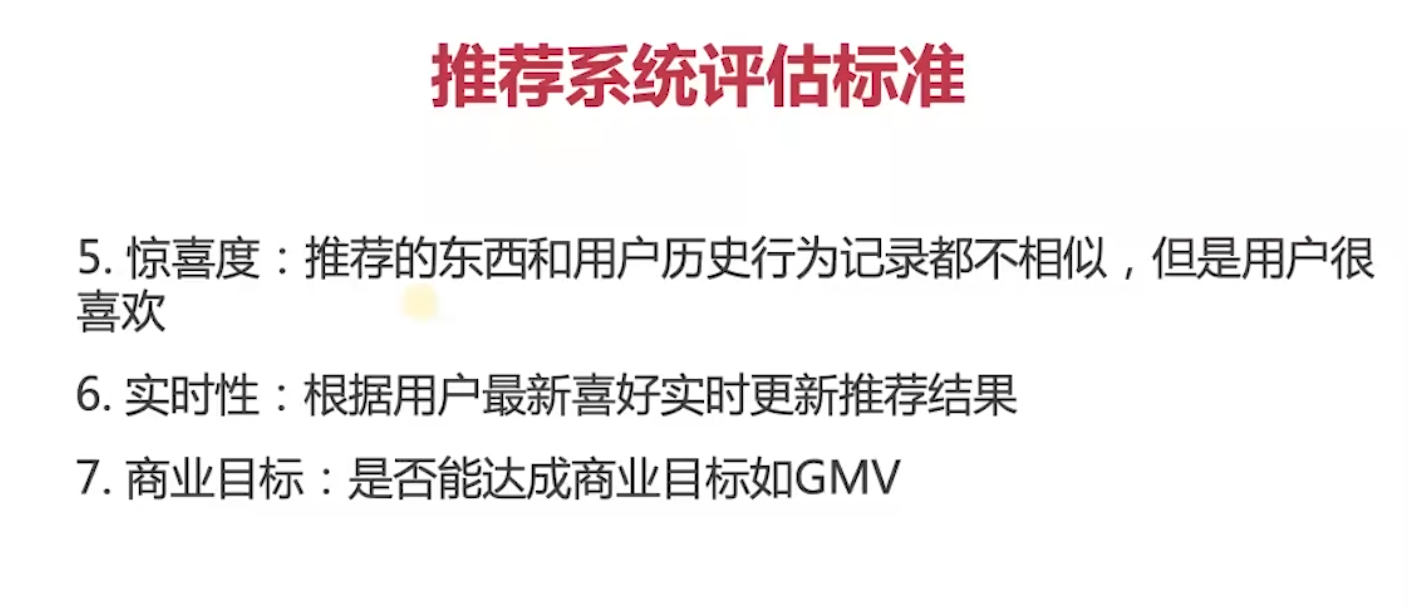 推荐系统评估标准
5. 惊喜度：推荐的东西和用户历史行为记录都不相似，但是用户很
喜欢
6. 实时性：根据用户最新喜好实时更新推荐结果
7. 商业目标：是否能达成商业目标如GMV